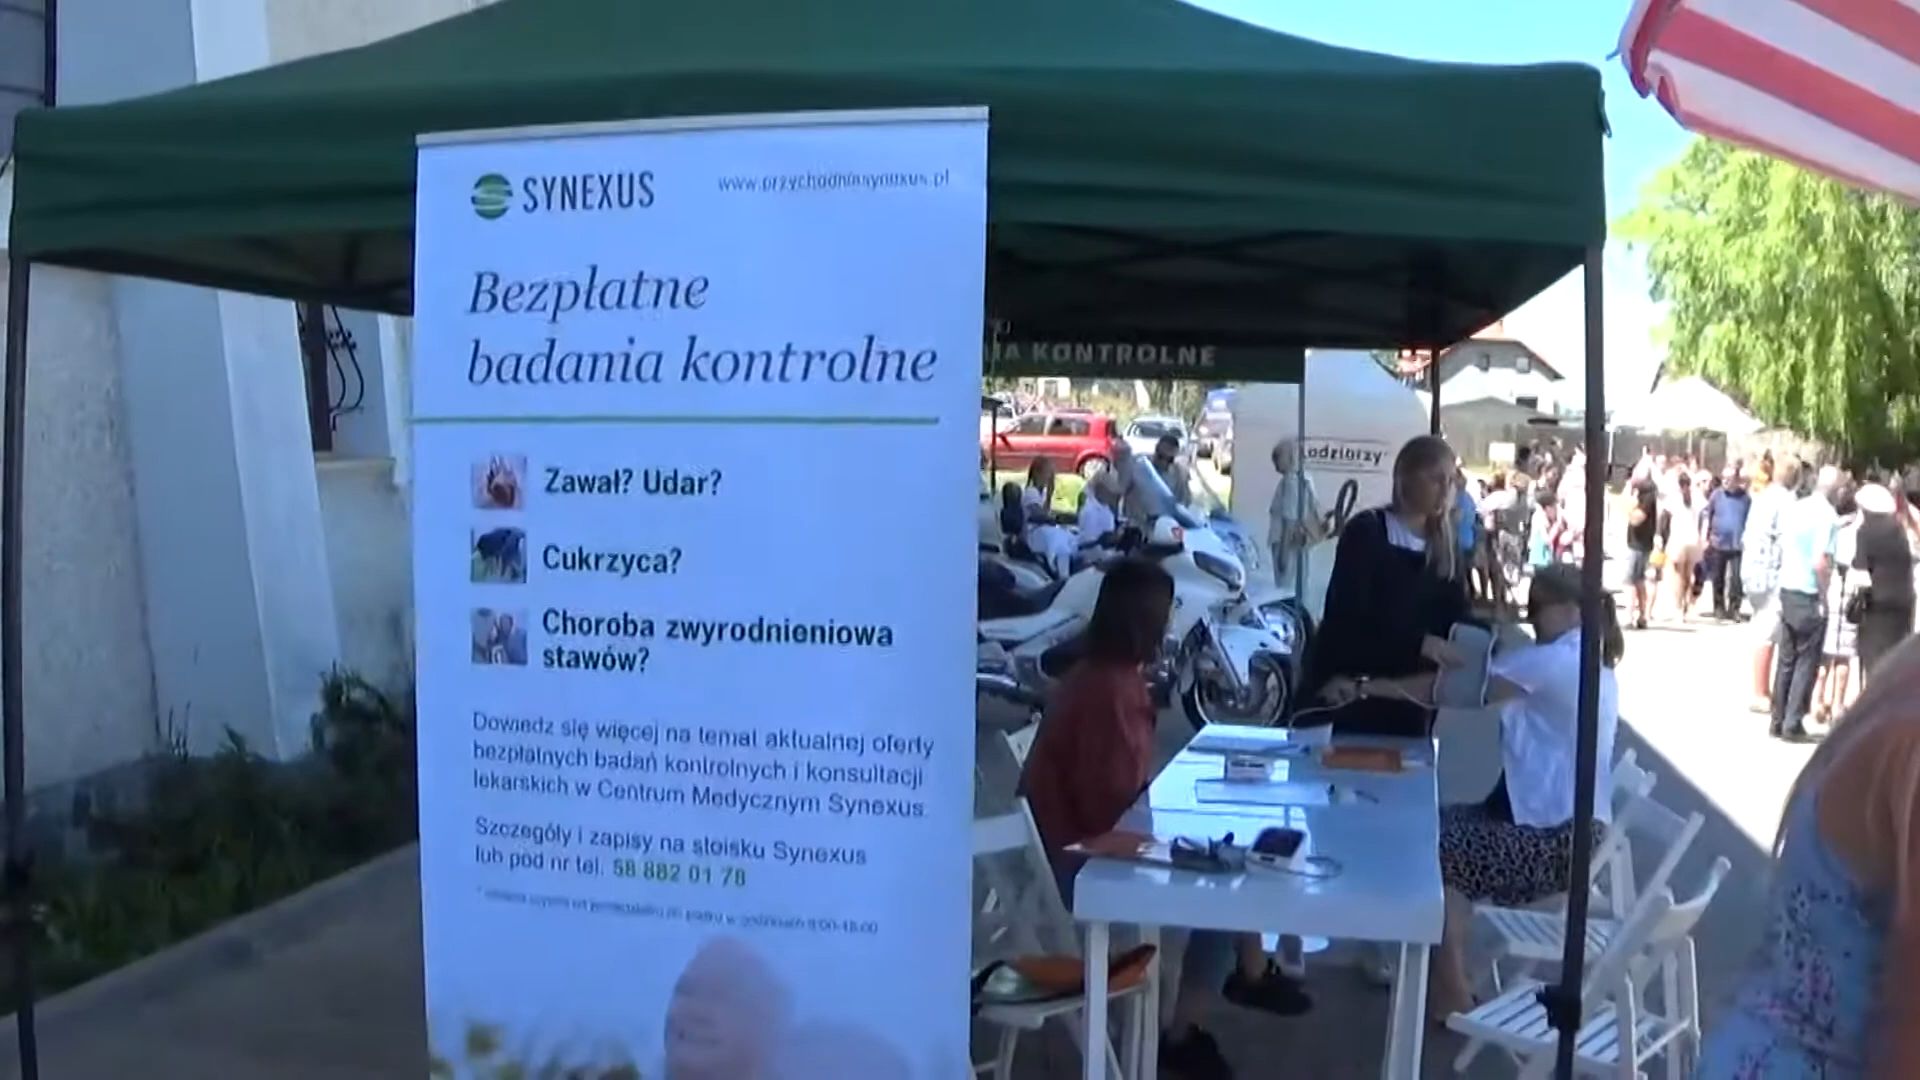 SYNEXUS
www.przychodniasynexus.pl
Bezpłatne
badania kontrolne
Zawał? Udar?
Cukrzyca?
Choroba zwyrodnieniowa
stawów?
Dowiedz się więcej na temat aktualnej oferty
bezpłatnych badań kontrolnych i konsultacji
lekarskich w Centrum Medycznym Synexus.
Szczegóły i zapisy na stoisku Synexus
lub pod nr tel. 58 882 01 78
KONTROLNE